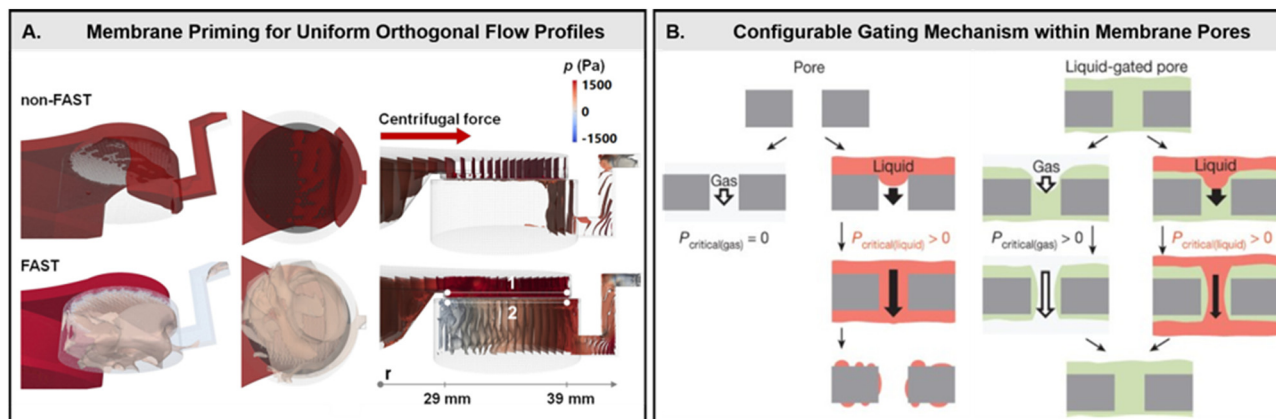 A. Membrane Priming for Uniform Orthogonal Flow Profiles
non-FAST
p (Pa)
1500
0
-1500
Centrifugal force
FAST
1
2
r
29 mm
39 mm
B. Configurable Gating Mechanism within Membrane Pores
Pore
Liquid-gated pore
Gas
Liquid
Gas
Liquid
Pcritical(gas) = 0
Pcritical(liquid) > 0
Pcritical(gas) > 0
Pcritical(liquid) > 0